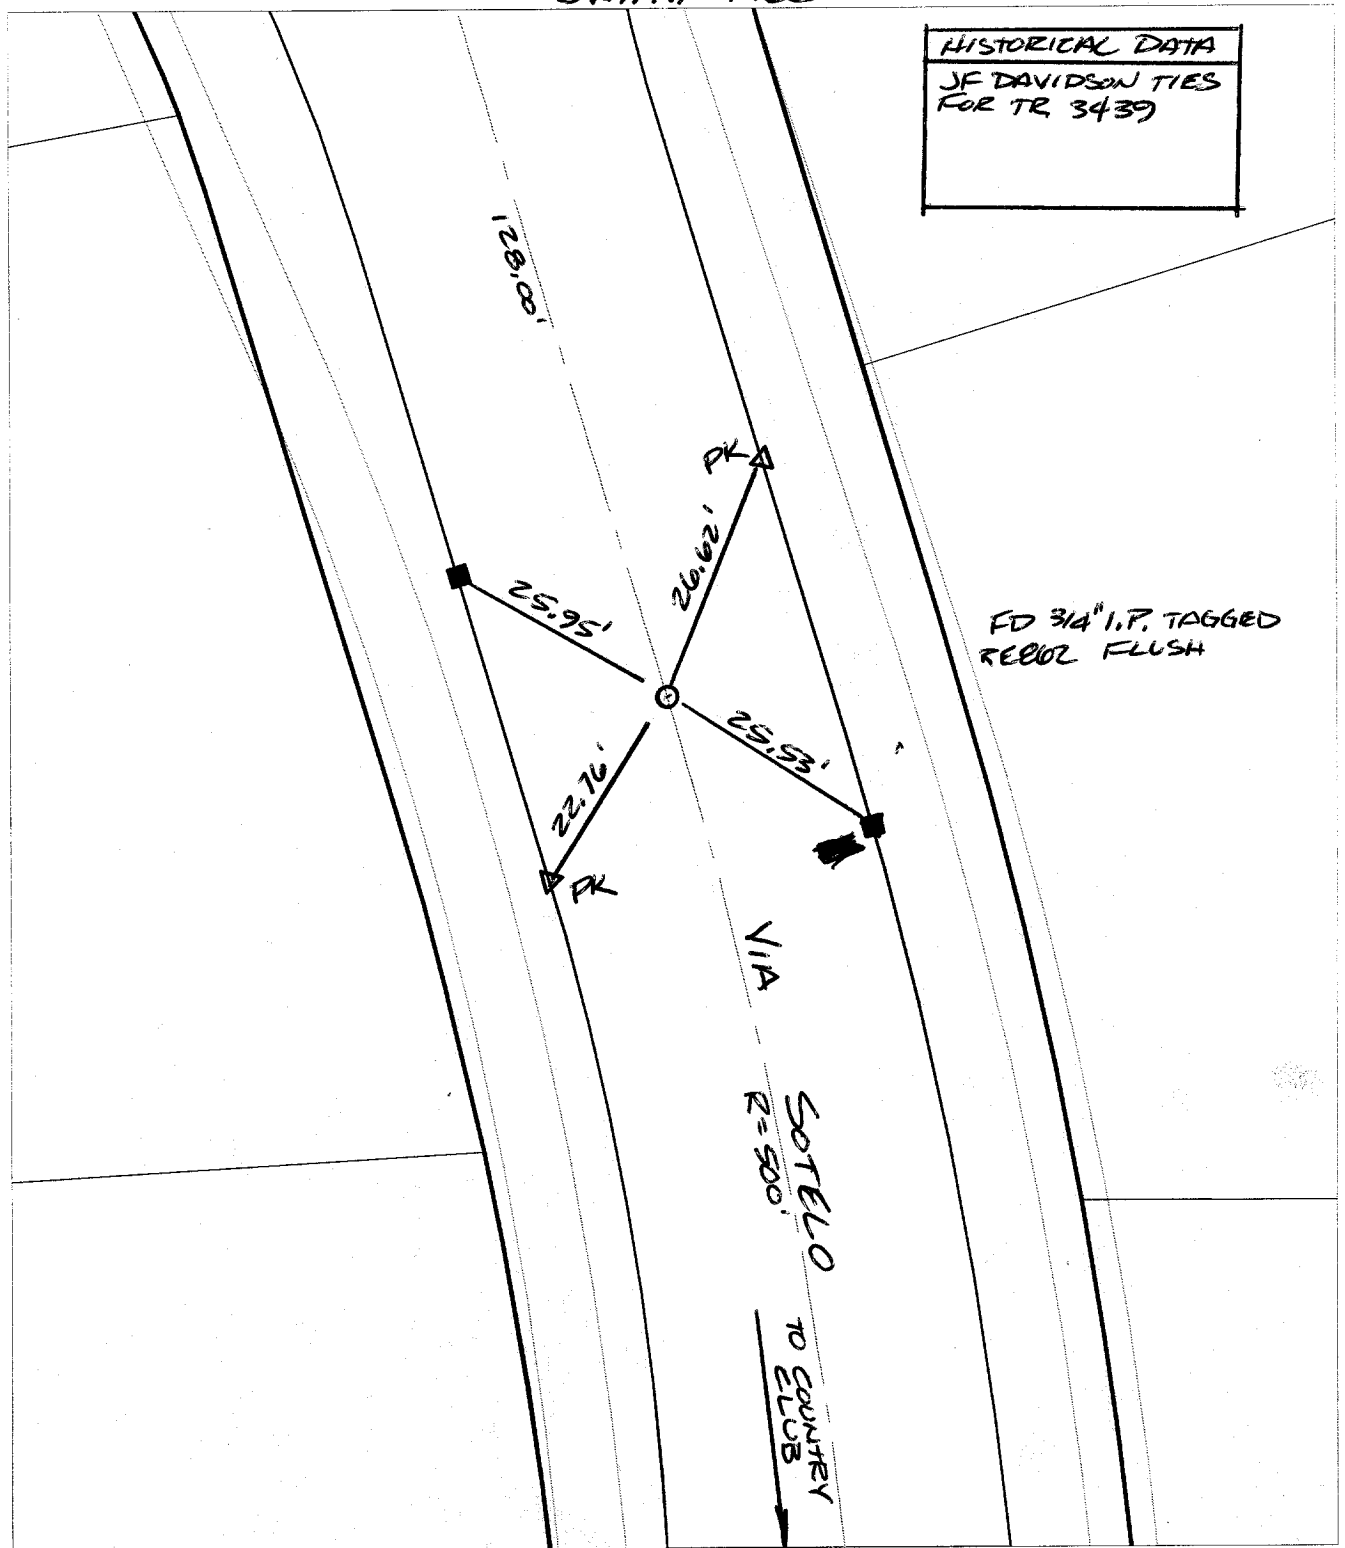 HISTORICAL DATA
JF DAVIDSON TIES
FOR TR 3439
128.00'
PK
26.62'
25.95'
FD 3/4" I.P. TAGGED
FLUSH
25.53'
22.76'
PK
VIA
SOTELO
R=500'
TO COUNTRY
CLUB